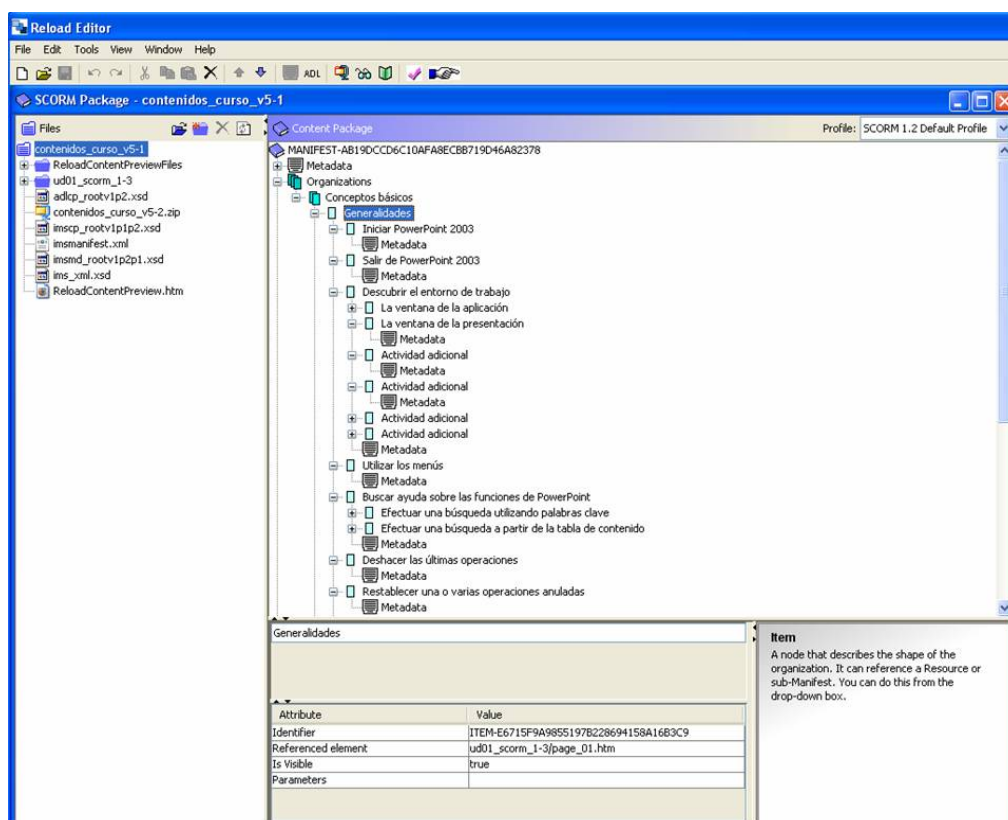 Reload Editor
File Edit Tools View Window Help
ADL
SCORM Package - contenidos_curso_v5-1
Files
contenidos_curso_v5-1
ReloadContentPreviewFiles
ud01_scorm_1-3
adlcp_rootv1p2.xsd
contenidos_curso_v5-2.zip
imscp_rootv1p1p2.xsd
imsmanifest.xml
imsmd_rootv1p2p1.xsd
ims_xml.xsd
ReloadContentPreview.htm
Content Package
Profile: SCORM 1.2 Default Profile
MANIFEST-AB19DCCD6C10AFA8ECBB719D46A82378
Metadata
Organizations
Conceptos básicos
Generalidades
Iniciar PowerPoint 2003
Metadata
Salir de PowerPoint 2003
Metadata
Descubrir el entorno de trabajo
La ventana de la aplicación
La ventana de la presentación
Metadata
Actividad adicional
Metadata
Actividad adicional
Metadata
Actividad adicional
Actividad adicional
Metadata
Utilizar los menús
Metadata
Buscar ayuda sobre las funciones de PowerPoint
Efectuar una búsqueda utilizando palabras clave
Efectuar una búsqueda a partir de la tabla de contenido
Metadata
Deshacer las últimas operaciones
Metadata
Restablecer una o varias operaciones anuladas
Metadata
Generalidades
Attribute Value
Identifier ITEM-E6715F9A9855197B228694158A16B3C9
Referenced element ud01_scorm_1-3/page_01.htm
Is Visible true
Parameters
Item
A node that describes the shape of the
organization. It can reference a Resource or
sub-Manifest. You can do this from the
drop-down box.